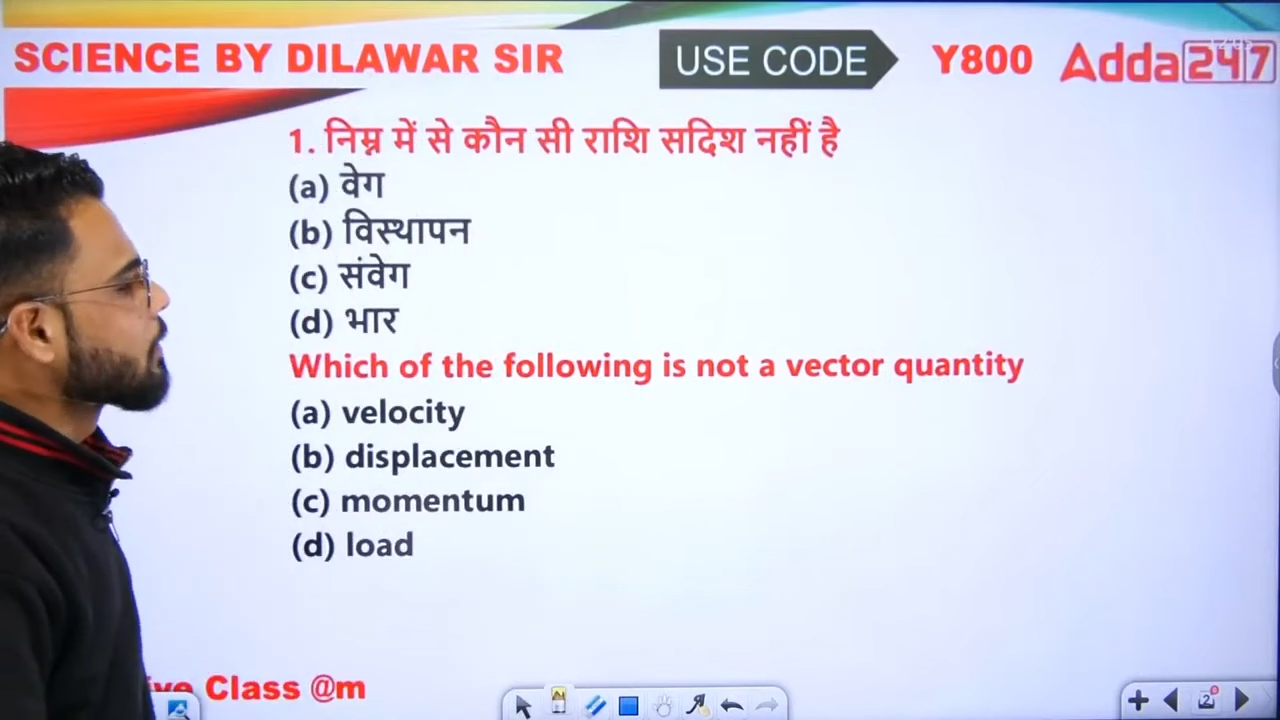 SCIENCE BY DILAWAR SIR
USE CODE
Y800
Adda247
1. निम्न में से कौन सी राशि सदिश नहीं है
(a) वेग
(b) विस्थापन
(c) संवेग
(d) भार
Which of the following is not a vector quantity
(a) velocity
(b) displacement
(c) momentum
(d) load
Class @m
2